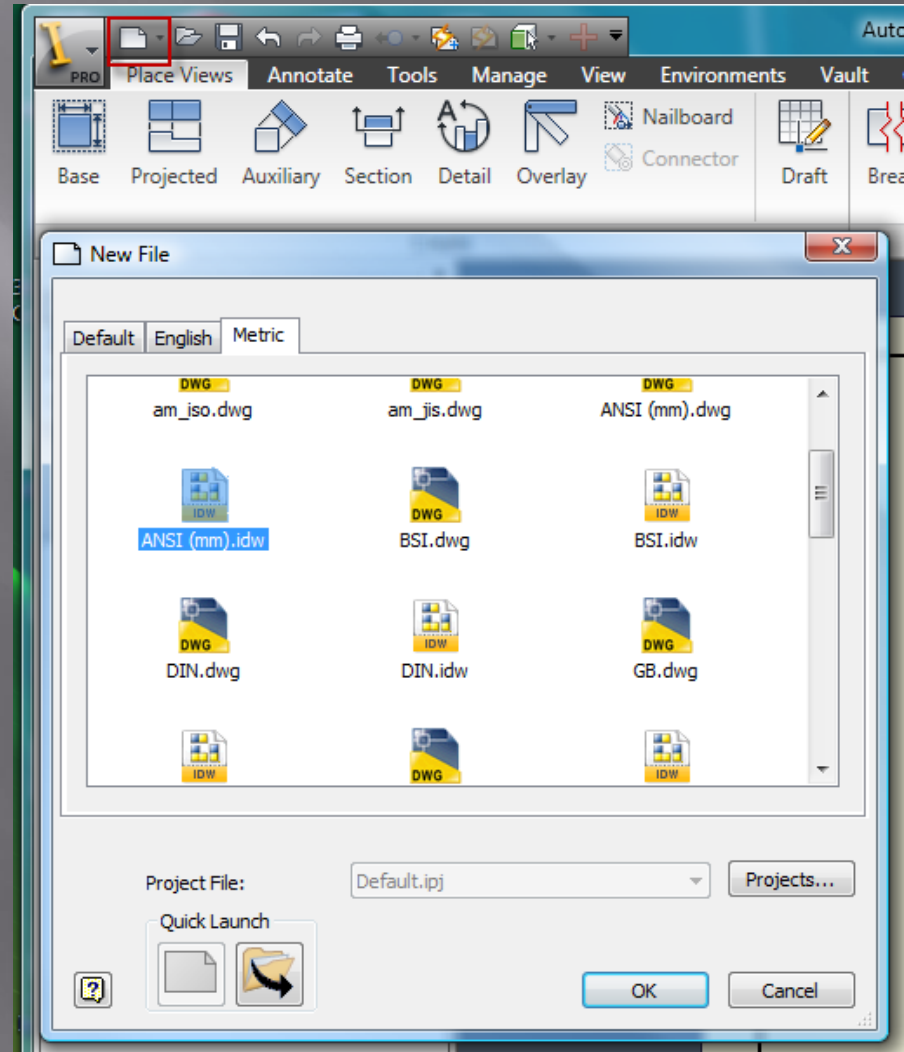 Auto
PRO
Place Views Annotate Tools Manage View Environments Vault
Nailboard
Connector
Base Projected Auxiliary Section Detail Overlay Draft Brea
New File
Default English Metric
DWG DWG DWG
am_iso.dwg am_jis.dwg ANSI (mm).dwg
IDW DWG IDW
ANSI (mm).idw BSI.dwg BSI.idw
DWG IDW DWG
DIN.dwg DIN.idw GB.dwg
IDW DWG IDW
Project File: Default.ipj Projects...
Quick Launch
OK Cancel